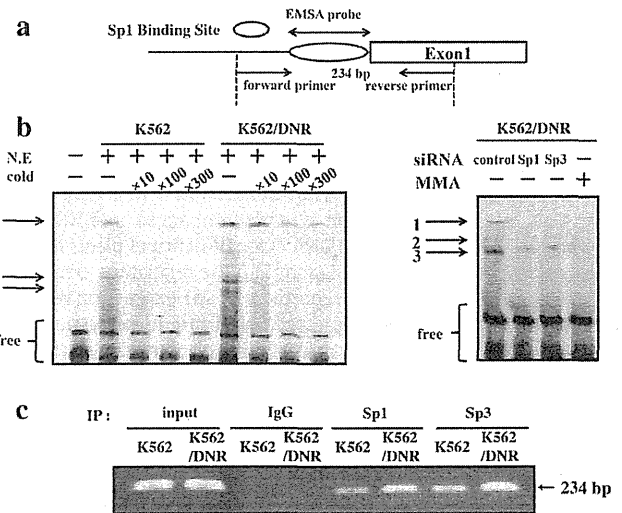 a
EMSA probe
Sp1 Binding Site
Exon1
234 bp
forward primer
reverse primer
b
K562
K562/DNR
N.E − + + + + + + + +
cold − − ×10 ×100 ×300 − ×10 ×100 ×300
free
K562/DNR
siRNA control Sp1 Sp3 −
MMA − − − +
1
2
3
free
c
IP : input IgG Sp1 Sp3
K562 K562/DNR K562 K562/DNR K562 K562/DNR K562 K562/DNR
← 234 bp